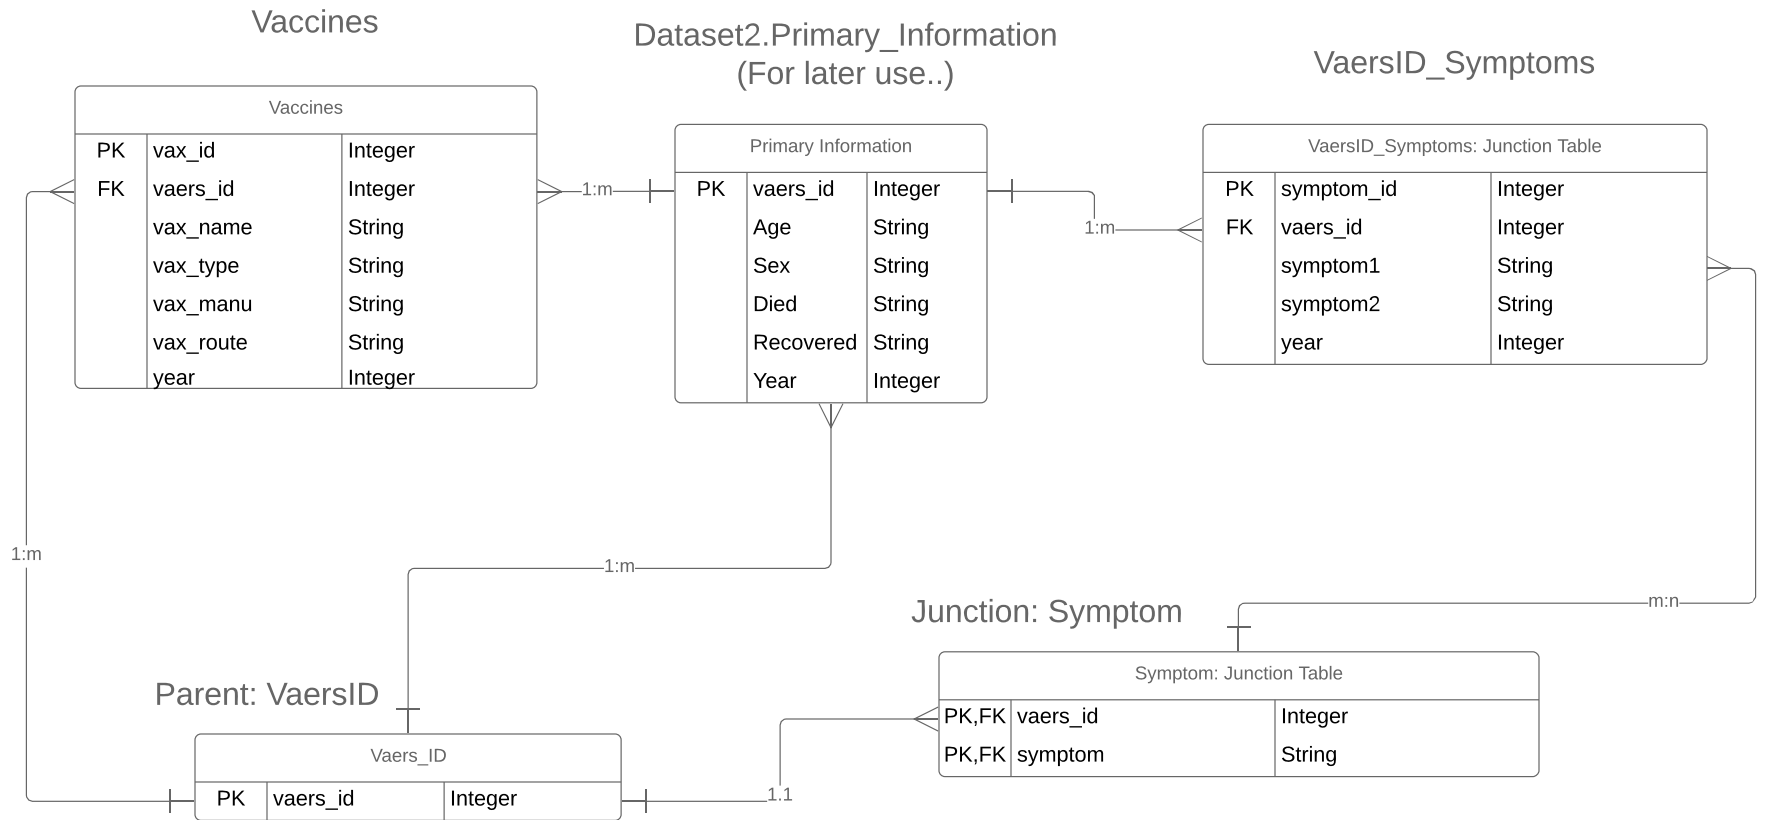 Vaccines
Dataset2.Primary_Information
(For later use..)
VaersID_Symptoms
Vaccines
PK vax_id Integer
FK vaers_id Integer
vax_name String
vax_type String
vax_manu String
vax_route String
year Integer
1:m
Primary Information
PK vaers_id Integer
Age String
Sex String
Died String
Recovered String
Year Integer
1:m
VaersID_Symptoms: Junction Table
PK symptom_id Integer
FK vaers_id Integer
symptom1 String
symptom2 String
year Integer
1:m
1:m
m:n
Junction: Symptom
Symptom: Junction Table
PK,FK vaers_id Integer
PK,FK symptom String
Parent: VaersID
Vaers_ID
PK vaers_id Integer
1.1